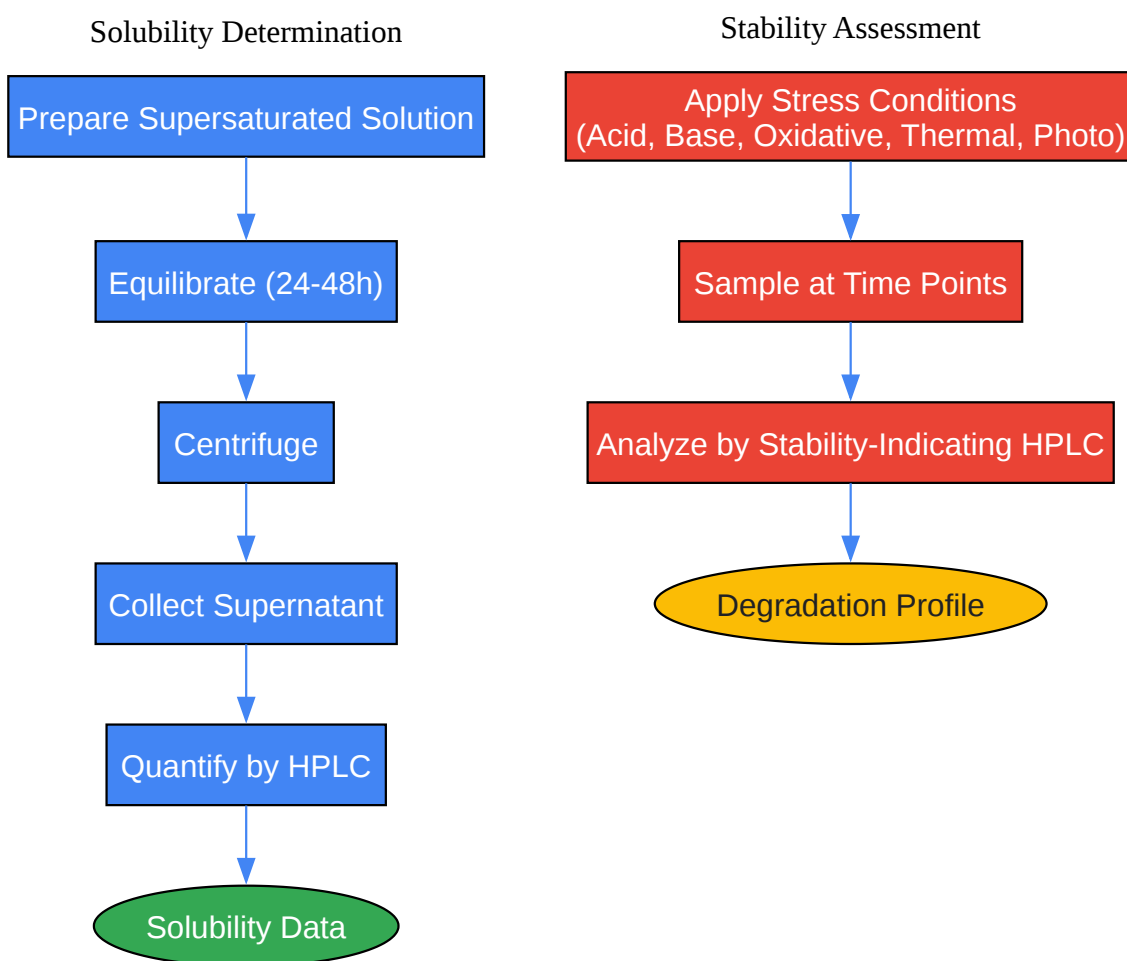 Solubility Determination
Prepare Supersaturated Solution
Equilibrate (24-48h)
Centrifuge
Collect Supernatant
Quantify by HPLC
Solubility Data
Stability Assessment
Apply Stress Conditions
(Acid, Base, Oxidative, Thermal, Photo)
Sample at Time Points
Analyze by Stability-Indicating HPLC
Degradation Profile